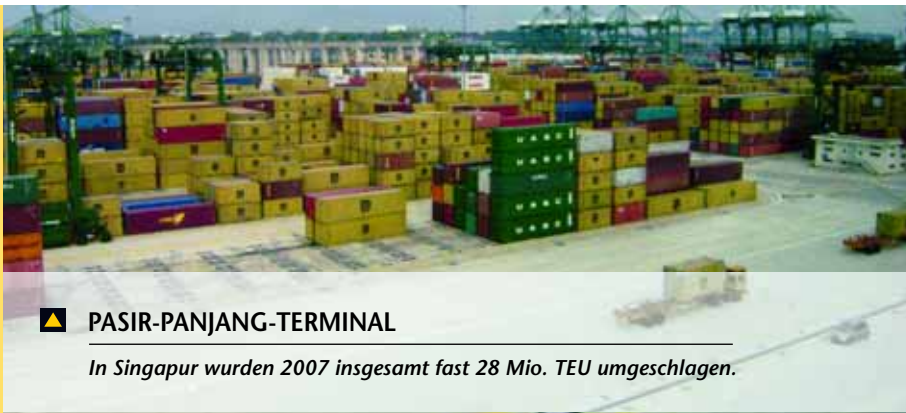 PASIR-PANJANG-TERMINAL
In Singapur wurden 2007 insgesamt fast 28 Mio. TEU umgeschlagen.